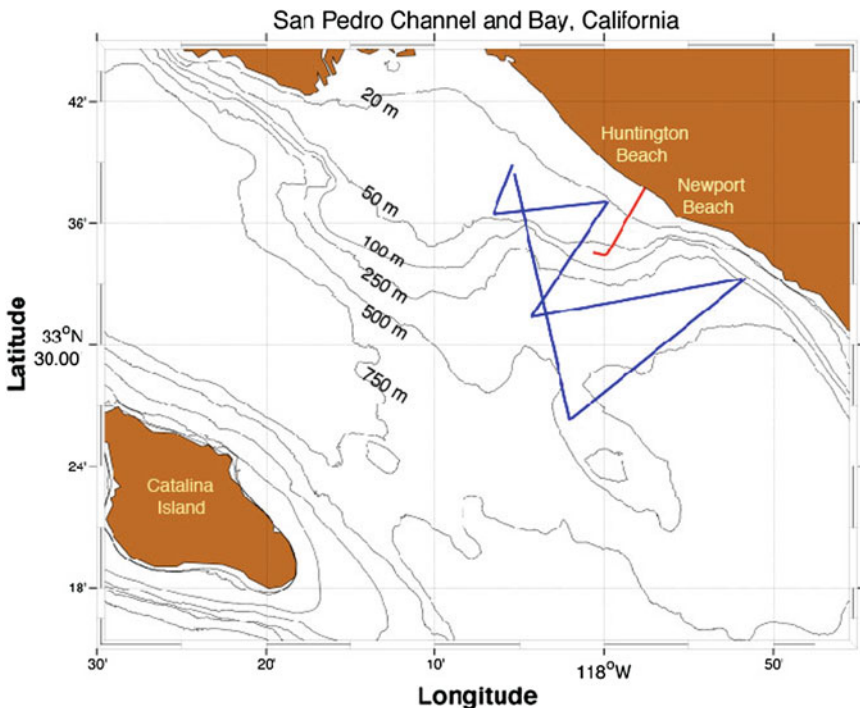 San Pedro Channel and Bay, California
42'
20 m
Huntington
Beach
Newport
Beach
50 m
36'
100 m
250 m
500 m
33°N
30.00
750 m
24'
Catalina
Island
18'
30'
20'
10'
118°W
50'
Latitude
Longitude